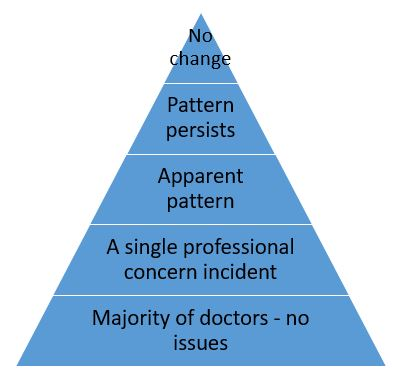 No
change
Pattern
persists
Apparent
pattern
A single professional
concern incident
Majority of doctors - no
issues